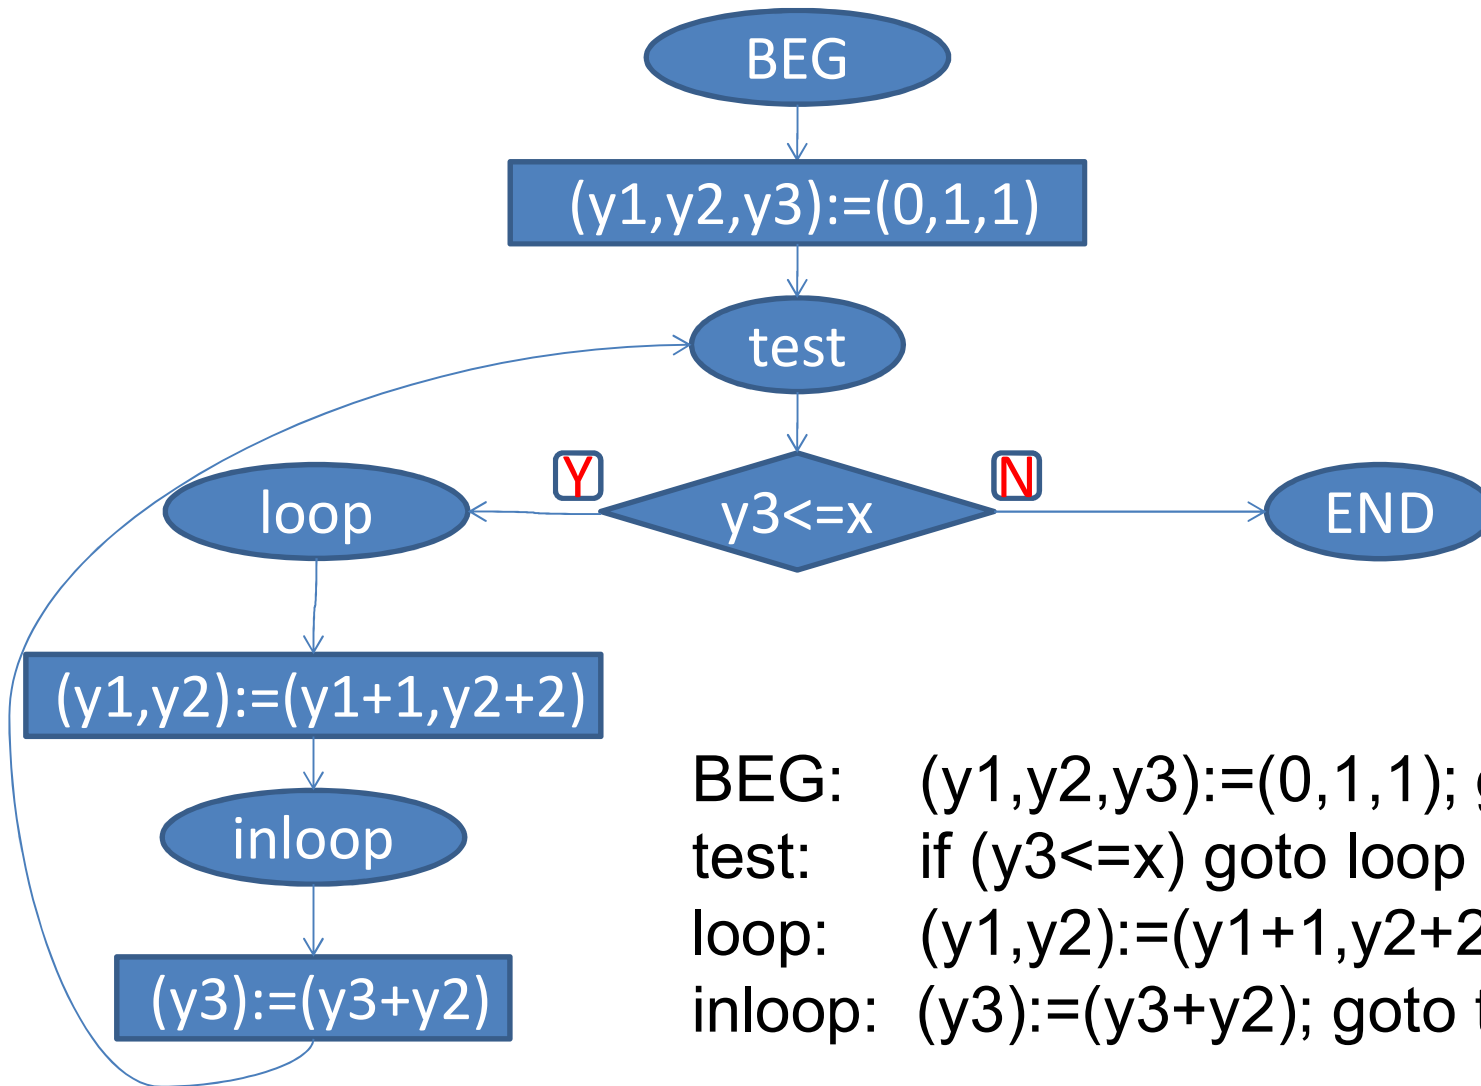 BEG
(y1,y2,y3):=(0,1,1)
test
Y
N
loop
y3<=x
END
(y1,y2):=(y1+1,y2+2)
inloop
(y3):=(y3+y2)
BEG: (y1,y2,y3):=(0,1,1);
test: if (y3<=x) goto loop
loop: (y1,y2):=(y1+1,y2+2
inloop: (y3):=(y3+y2); goto